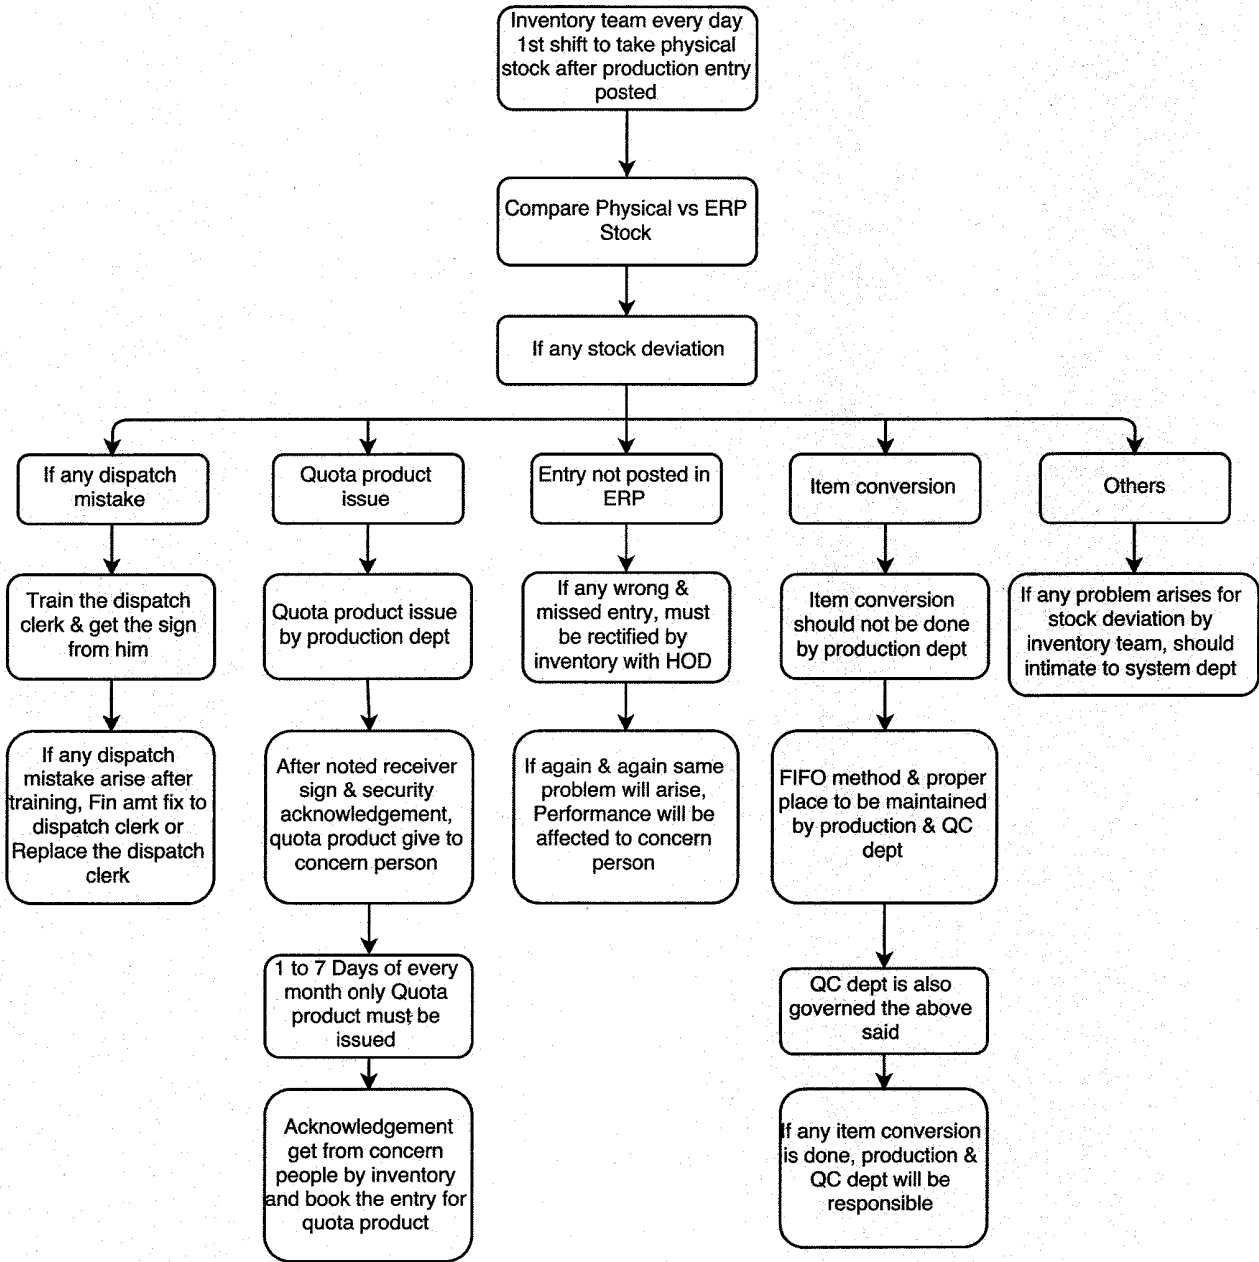 Inventory team every day
1st shift to take physical
stock after production entry
posted
Compare Physical vs ERP
Stock
If any stock deviation
If any dispatch
mistake
Quota product
issue
Entry not posted in
ERP
Item conversion
Others
Train the dispatch
clerk & get the sign
from him
Quota product issue
by production dept
If any wrong &
missed entry, must
be rectified by
inventory with HOD
Item conversion
should not be done
by production dept
If any problem arises for
stock deviation by
inventory team, should
intimate to system dept
If any dispatch
mistake arise after
training, Fin amt fix to
dispatch clerk or
Replace the dispatch
clerk
After noted receiver
sign & security
acknowledgement,
quota product give to
concern person
If again & again same
problem will arise,
Performance will be
affected to concern
person
FIFO method & proper
place to be maintained
by production & QC
dept
1 to 7 Days of every
month only Quota
product must be
issued
QC dept is also
governed the above
said
Acknowledgement
get from concern
people by inventory
and book the entry for
quota product
If any item conversion
is done, production &
QC dept will be
responsible